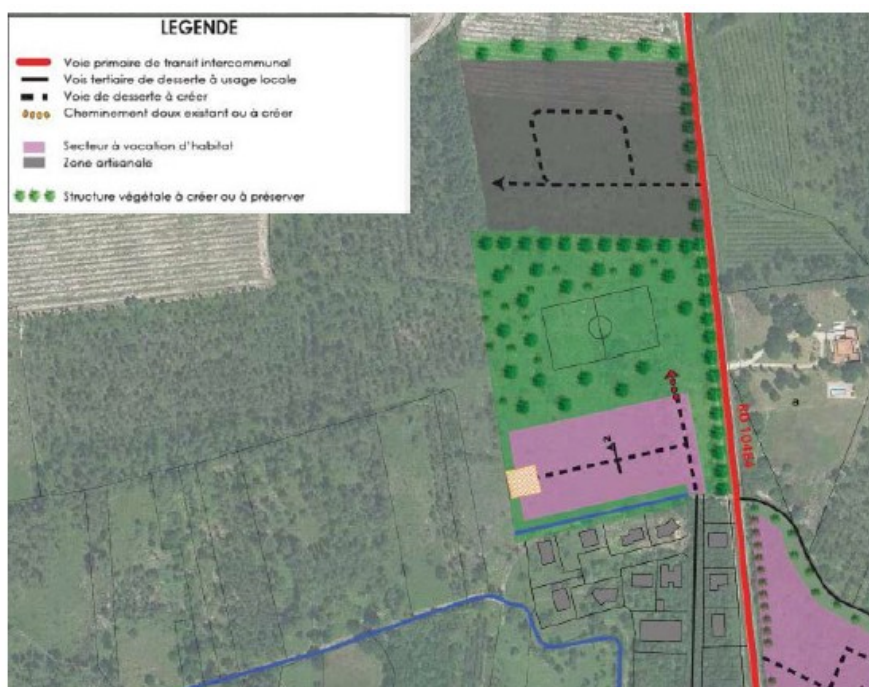 LEGENDE
Voie primaire de transit intercommunal
Vois tertiaire de desserte à usage locale
Voie de desserte à créer
Cheminement doux existant ou à créer
Secteur à vocation d'habitat
Zone artisanale
Structure végétale à créer ou à préserver
RD 104B4